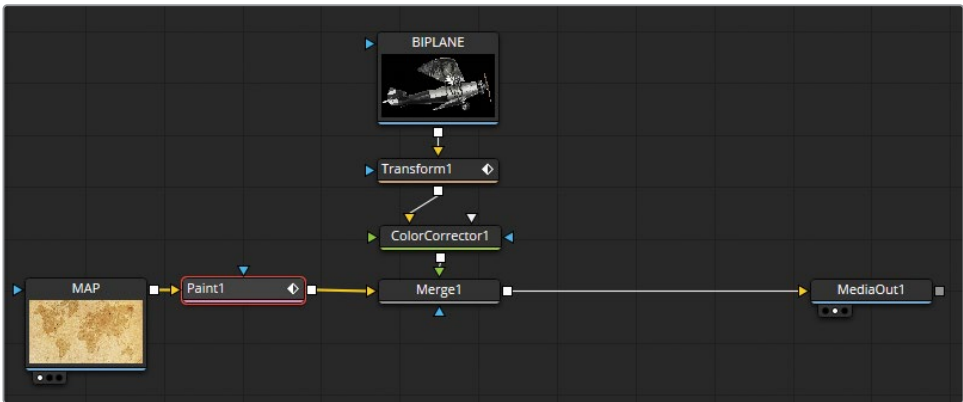 BIPLANE
Transform1
ColorCorrector1
MAP
Paint1
Merge1
MediaOut1